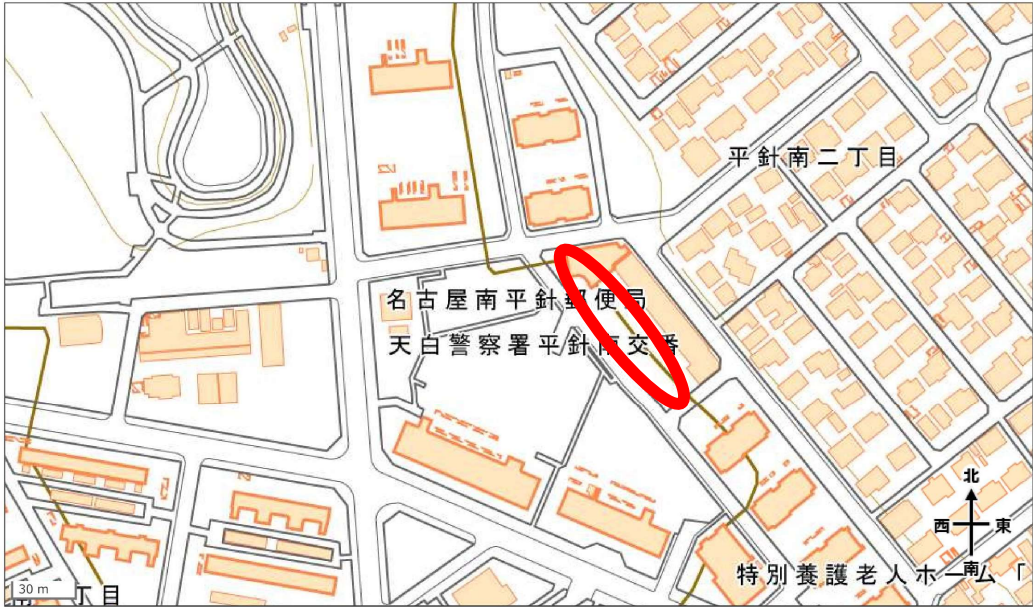 平針南二丁目
名古屋南平針郵便局
天白警察署平針南交番
北
西 東
南
特別養護老人ホーム「
30 m
丁目